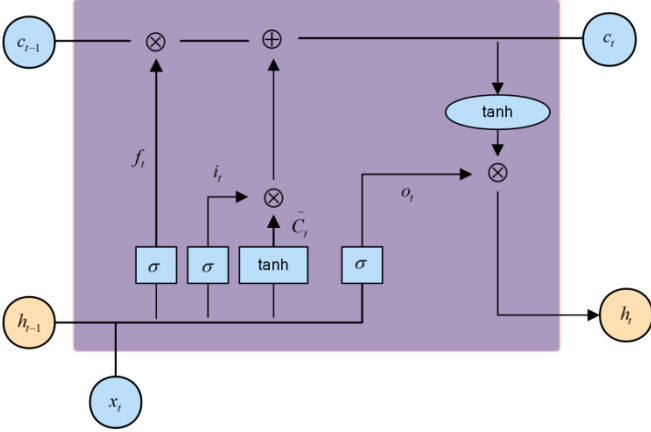 c_{t-1}
⊗
⊕
c_t
tanh
f_t
i_t
⊗
o_t
⊗
C̃_t
σ
σ
tanh
σ
h_{t-1}
h_t
x_t